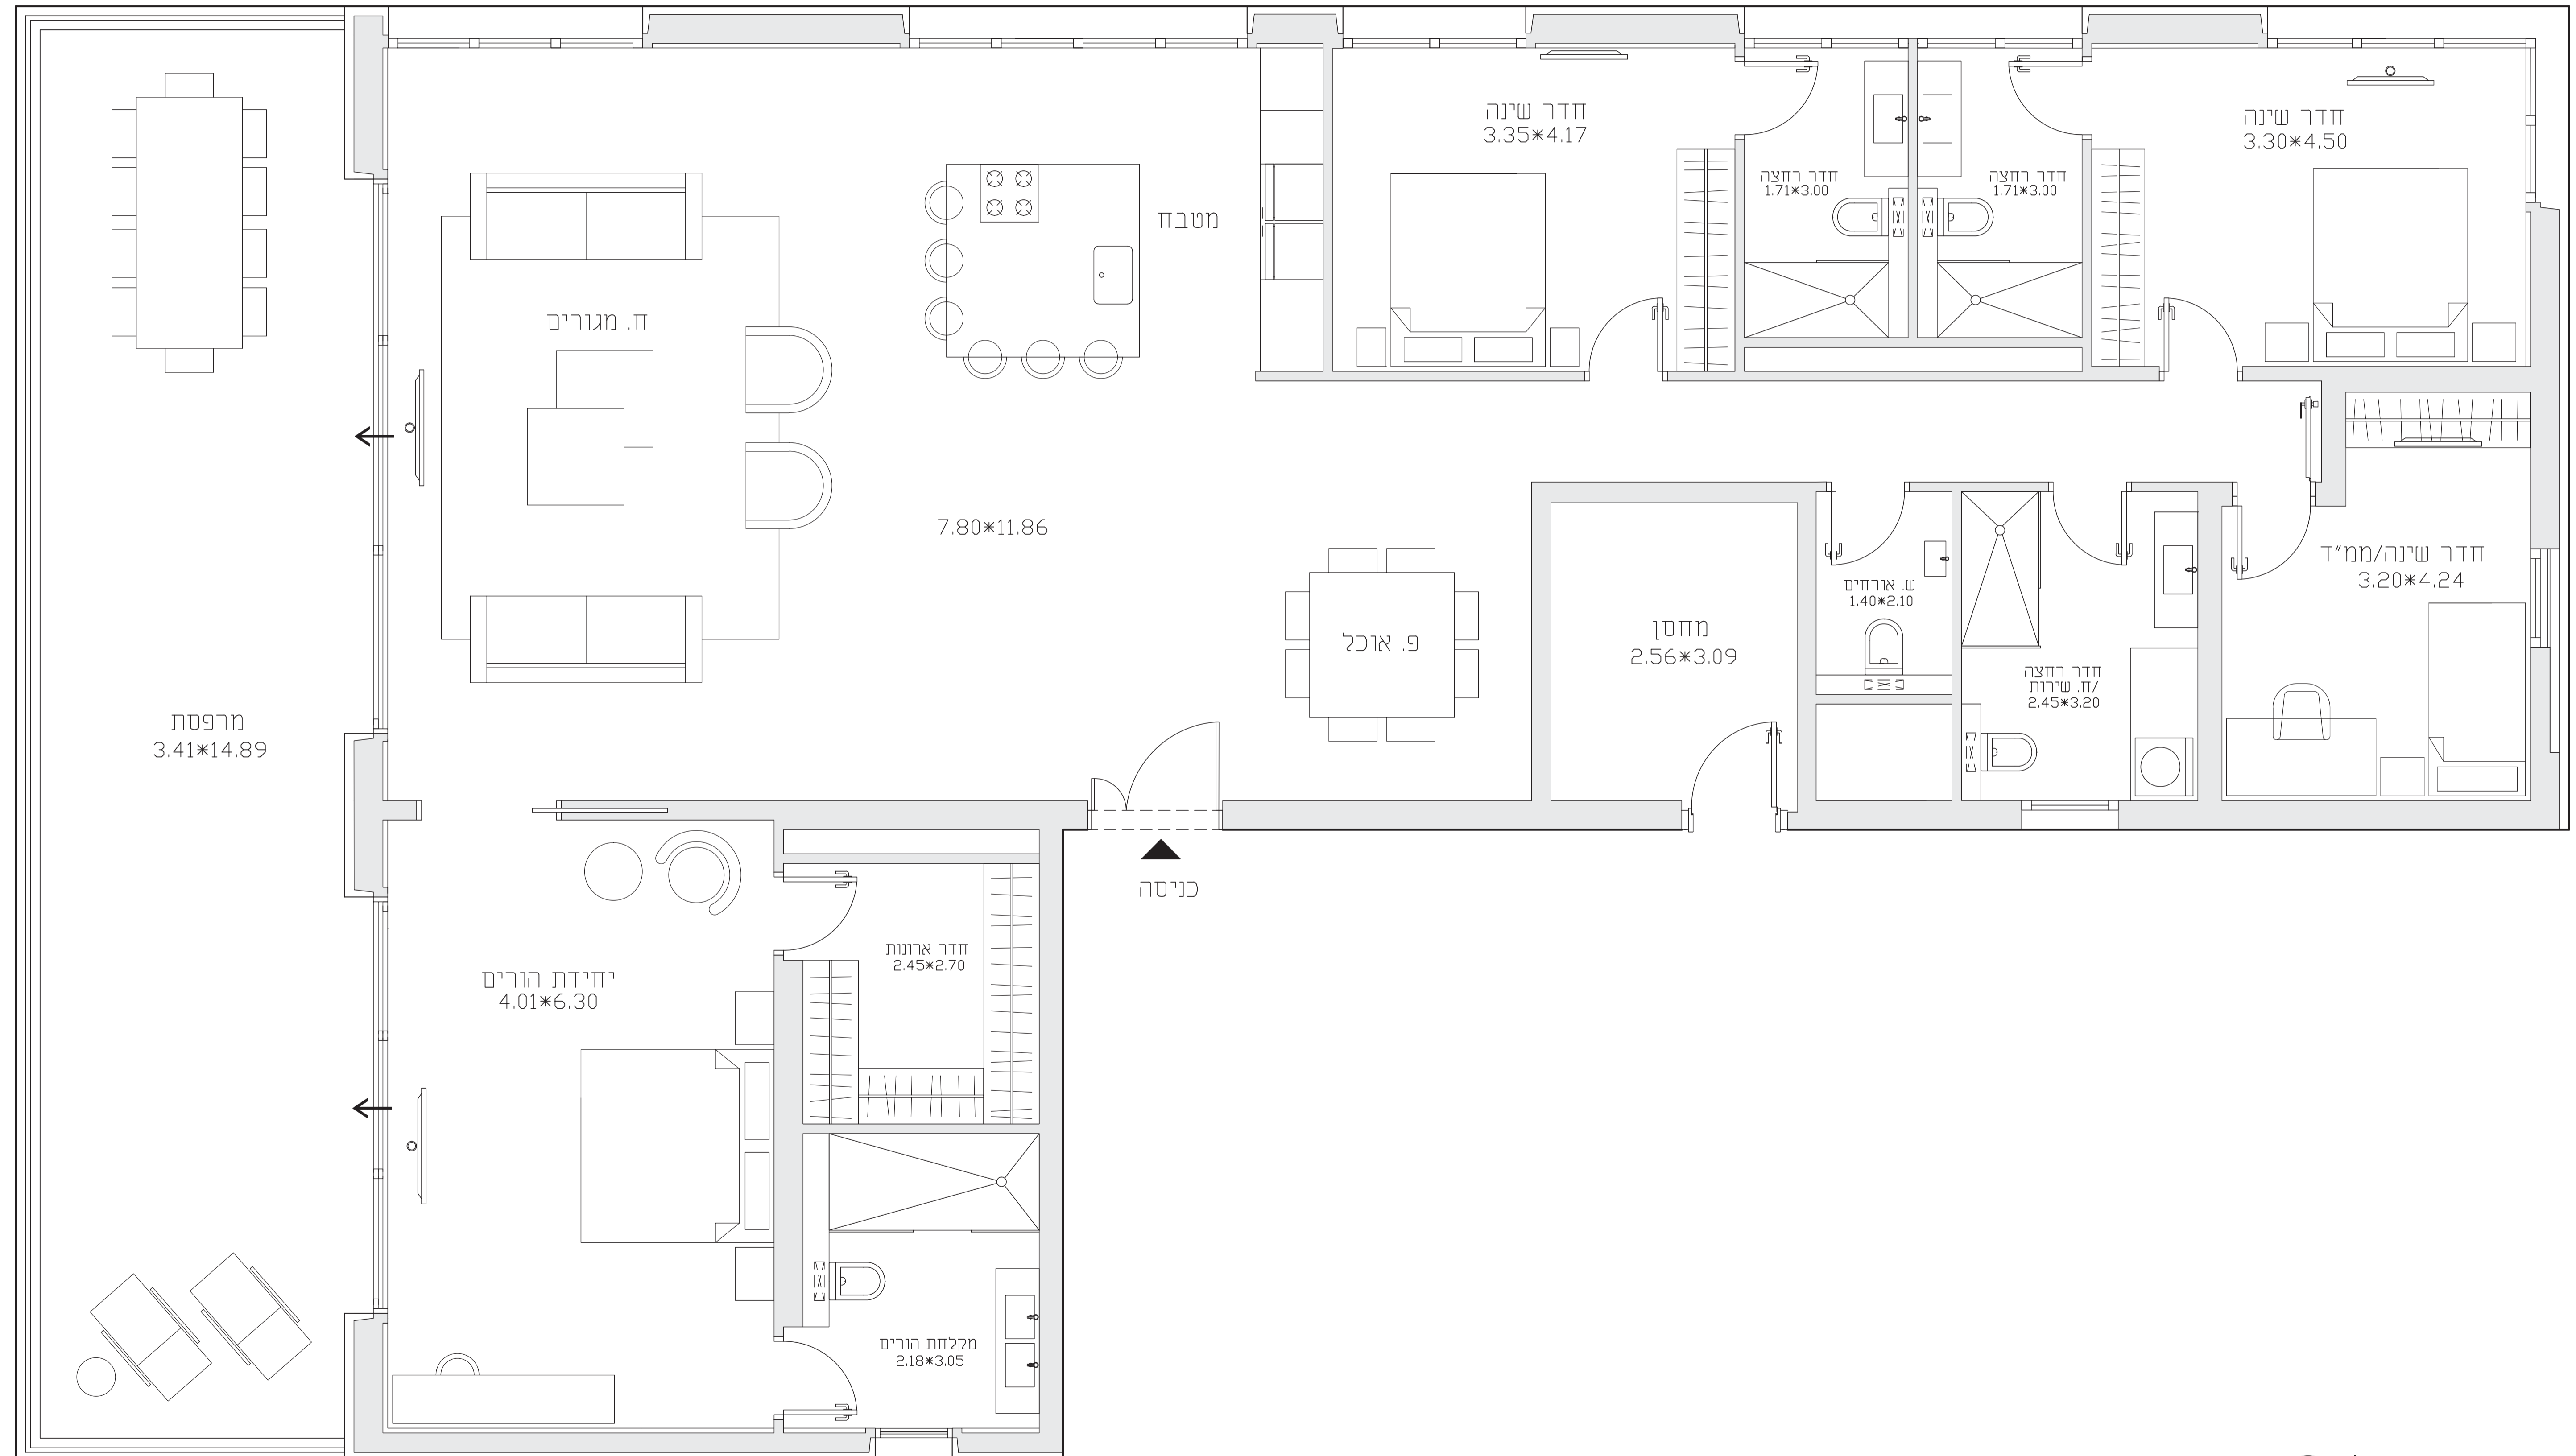 חדר שינה
3.30*4.50
חדר שינה
3.35*4.17
חדר רחצה
1.71*3.00
חדר רחצה
1.71*3.00
מטבח
ח. מגורים
7.80*11.86
חדר שינה/ממ"ד
3.20*4.24
ש. אורחים
1.40*2.10
מחסן
2.56*3.09
פ. אוכל
חדר רחצה
/ח. שירות
2.45*3.20
מרפסת
3.41*14.89
כניסה
חדר ארונות
2.45*2.70
יחידת הורים
4.01*6.30
מקלחת הורים
2.18*3.05